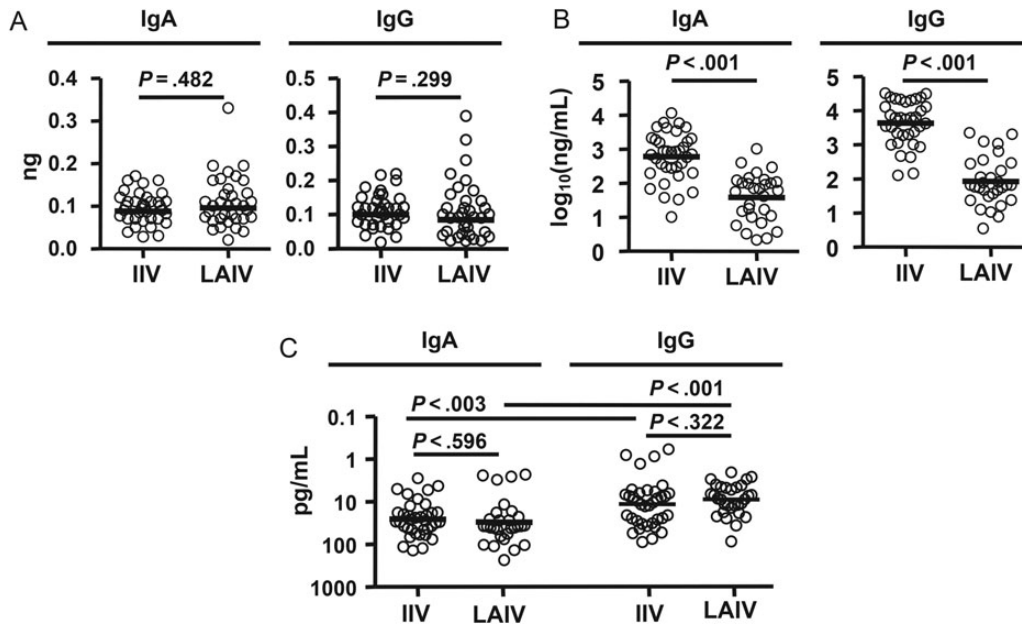 A
IgA IgG
P = .482 P = .299
ng
0.4
0.3
0.2
0.1
0.0
IIV LAIV
0.5
0.4
0.3
0.2
0.1
0.0
IIV LAIV
B
IgA IgG
P < .001 P < .001
log₁₀(ng/mL)
5
4
3
2
1
0
IIV LAIV
5
4
3
2
1
0
IIV LAIV
C
IgA IgG
P < .001
P < .003
P < .322
P < .596
pg/mL
0.1
1
10
100
1000
IIV LAIV IIV LAIV